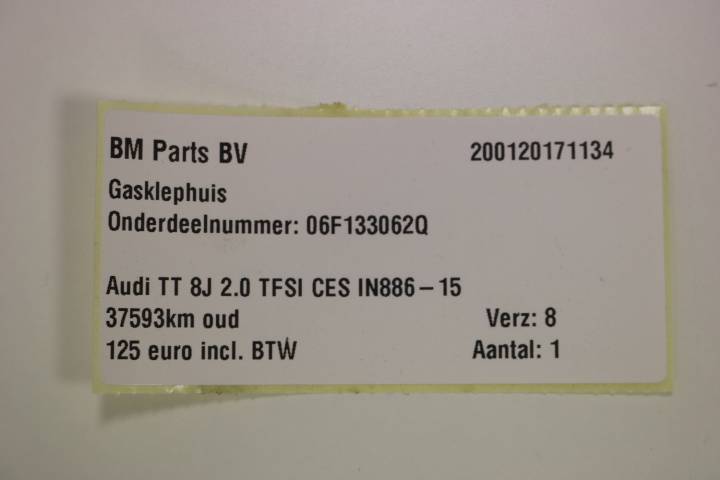 BM Parts BV 200120171134
Gasklephuis
Onderdeelnummer: 06F133062Q
Audi TT 8J 2.0 TFSI CES IN886-15
37593km oud Verz: 8
125 euro incl. BTW Aantal: 1